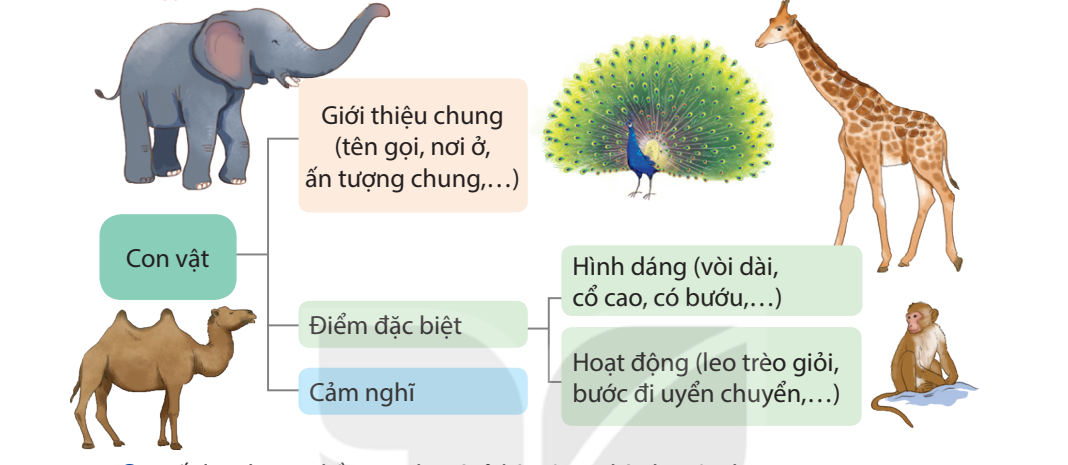 Giới thiệu chung
(tên gọi, nơi ở,
ấn tượng chung,…)
Con vật
Hình dáng (vòi dài,
cổ cao, có bướu,…)
Điểm đặc biệt
Hoạt động (leo trèo giỏi,
bước đi uyển chuyển,…)
Cảm nghĩ